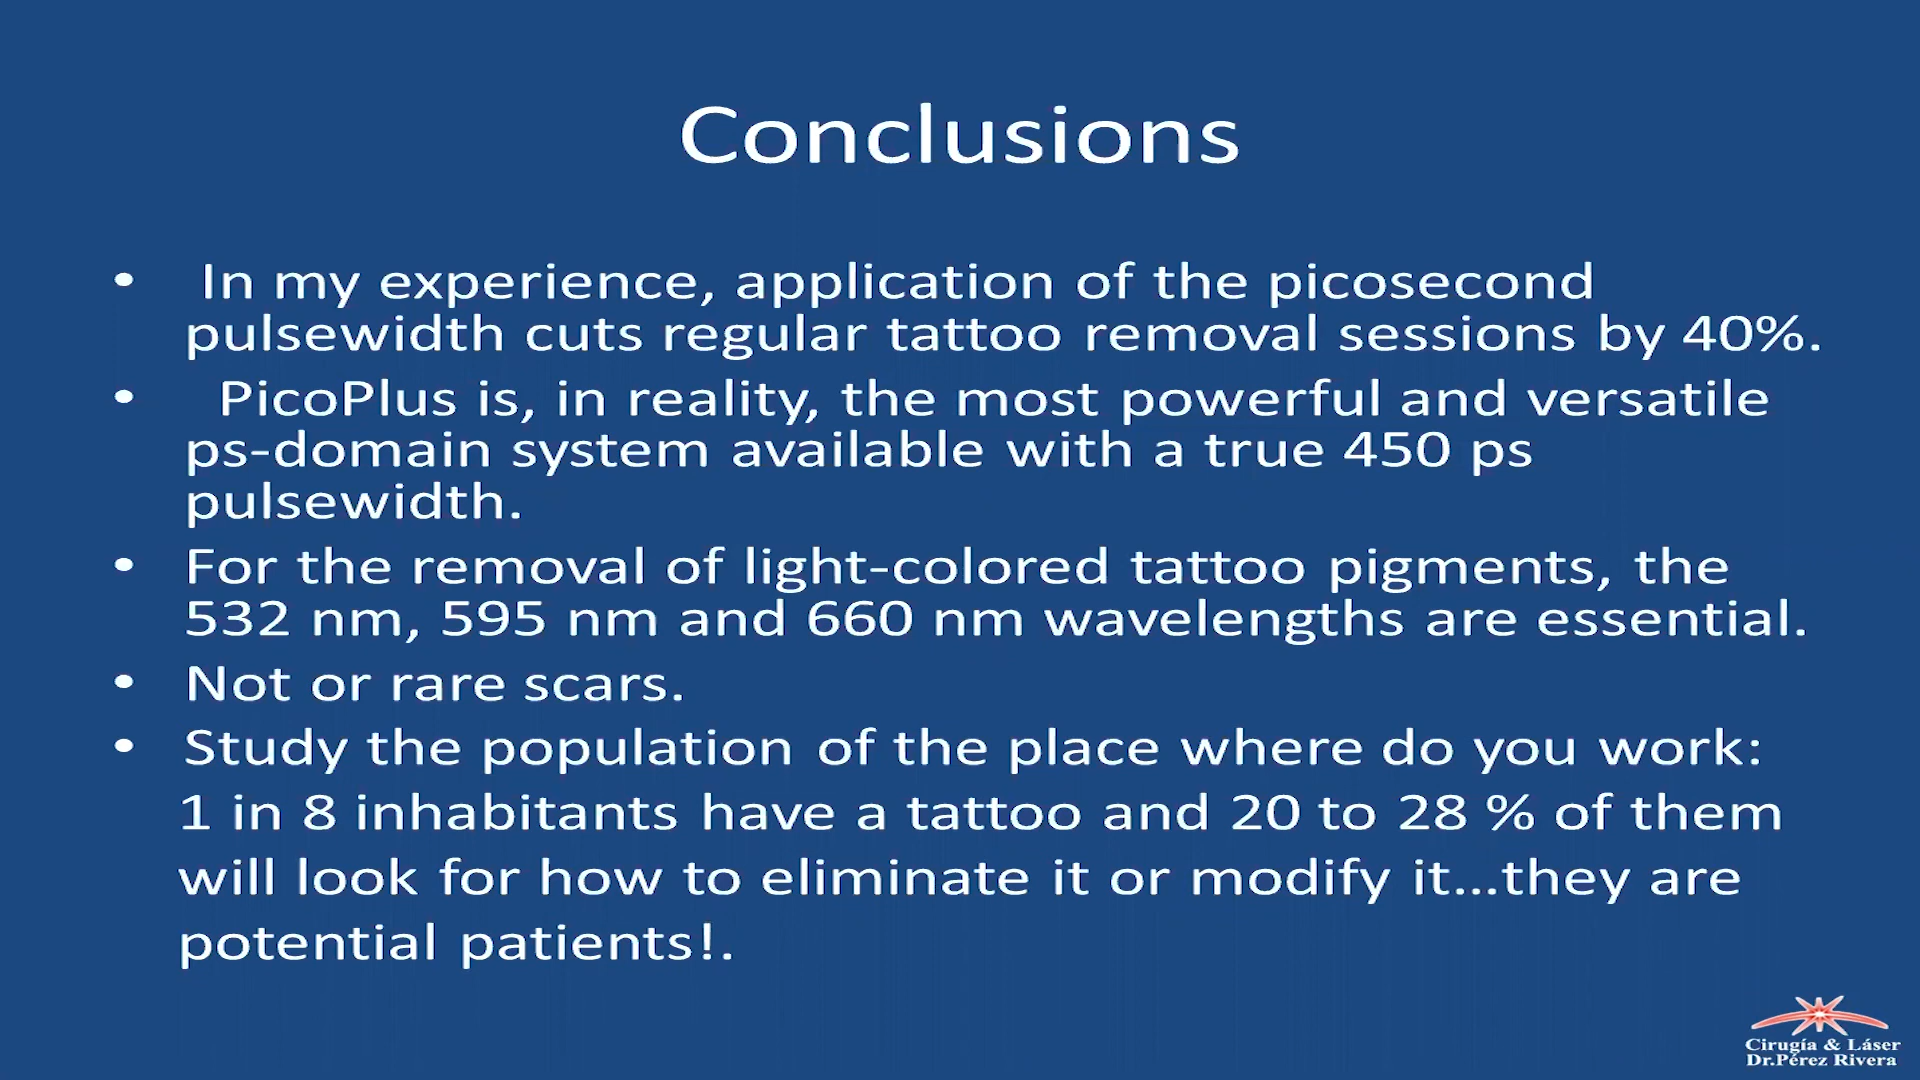 Conclusions
• In my experience, application of the picosecond
pulsewidth cuts regular tattoo removal sessions by 40%.
• PicoPlus is, in reality, the most powerful and versatile
ps-domain system available with a true 450 ps
pulsewidth.
• For the removal of light-colored tattoo pigments, the
532 nm, 595 nm and 660 nm wavelengths are essential.
• Not or rare scars.
• Study the population of the place where do you work:
1 in 8 inhabitants have a tattoo and 20 to 28 % of them
will look for how to eliminate it or modify it...they are
potential patients!.
Cirugía & Láser
Dr.Pérez Rivera